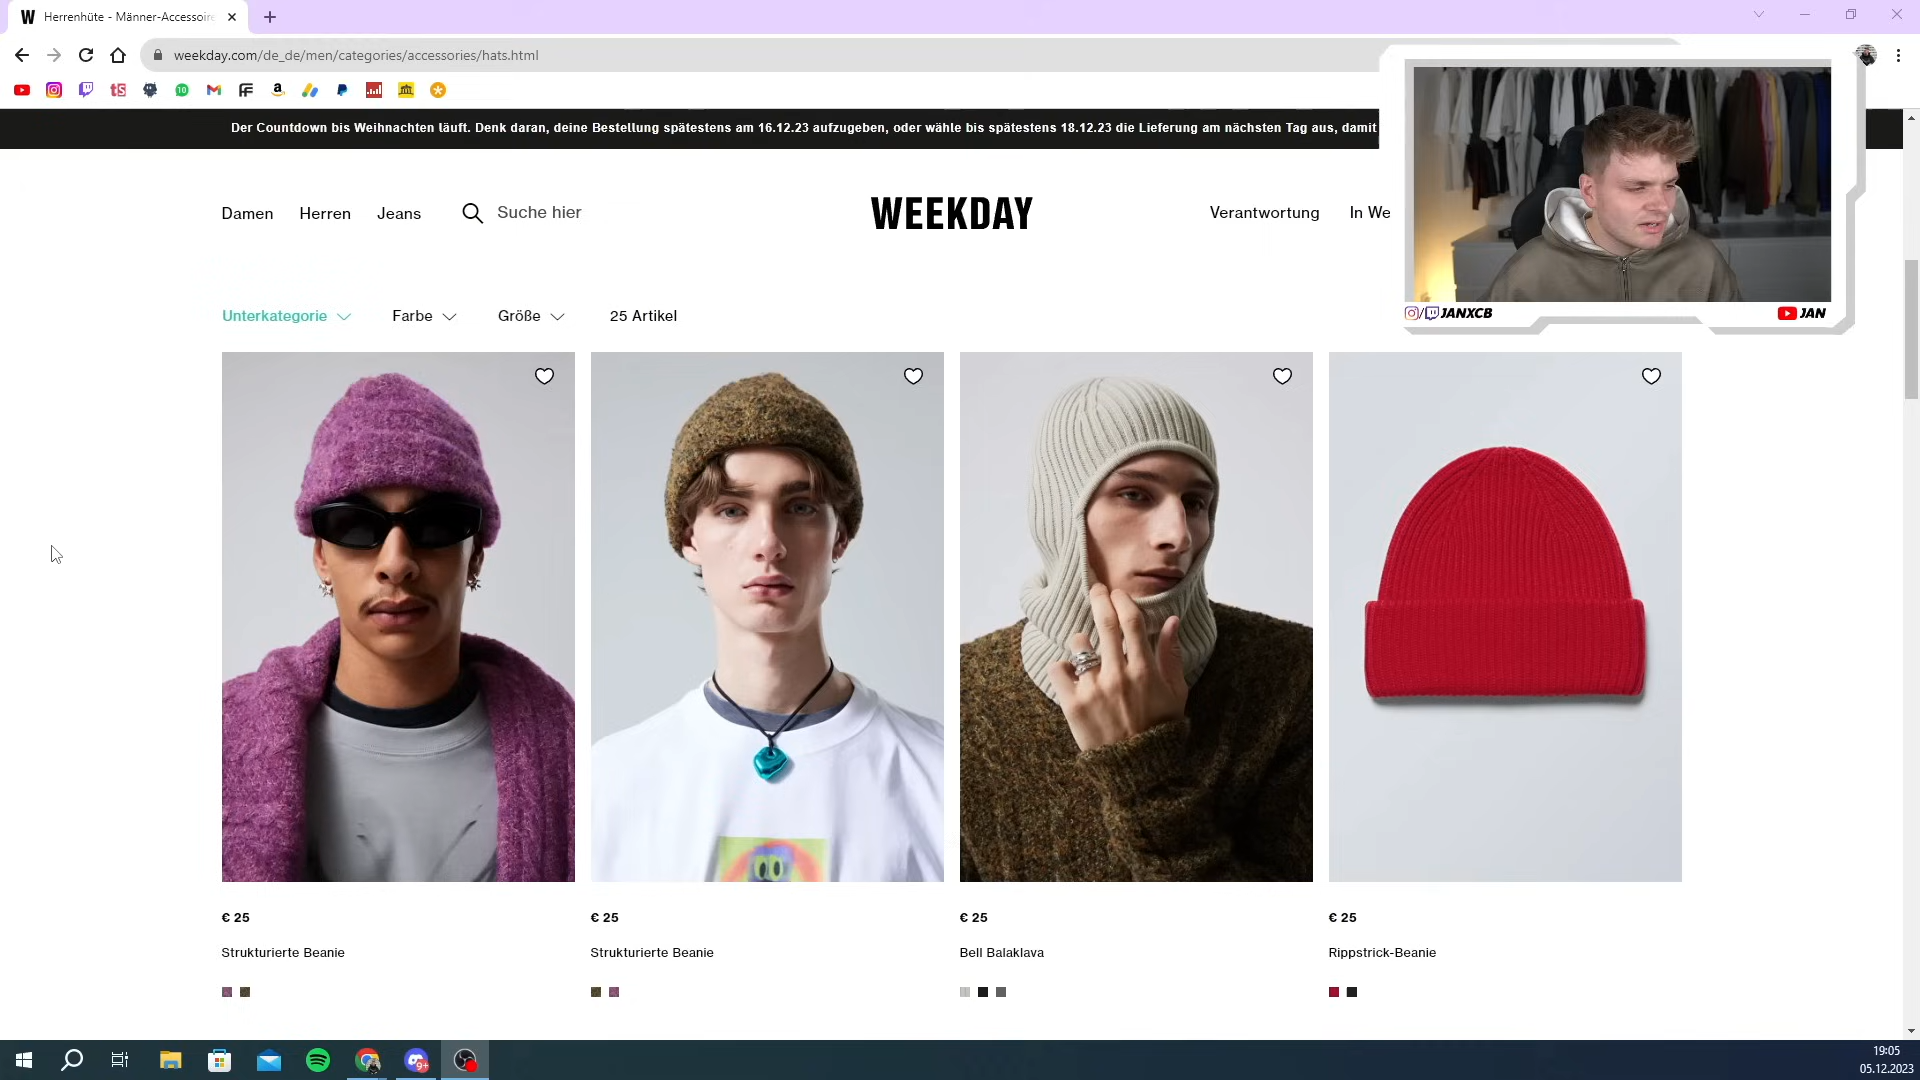 W Herrenhüte - Männer-Accessoire
weekday.com/de_de/men/categories/accessories/hats.html
Der Countdown bis Weihnachten läuft. Denk daran, deine Bestellung spätestens am 16.12.23 aufzugeben, oder wähle bis spätestens 18.12.23 die Lieferung am nächsten Tag aus, damit
Damen Herren Jeans Suche hier WEEKDAY Verantwortung In We
JANXCB JAN
Unterkategorie Farbe Größe 25 Artikel
€ 25 € 25 € 25 € 25
Strukturierte Beanie Strukturierte Beanie Bell Balaklava Rippstrick-Beanie
19:05
05.12.2023